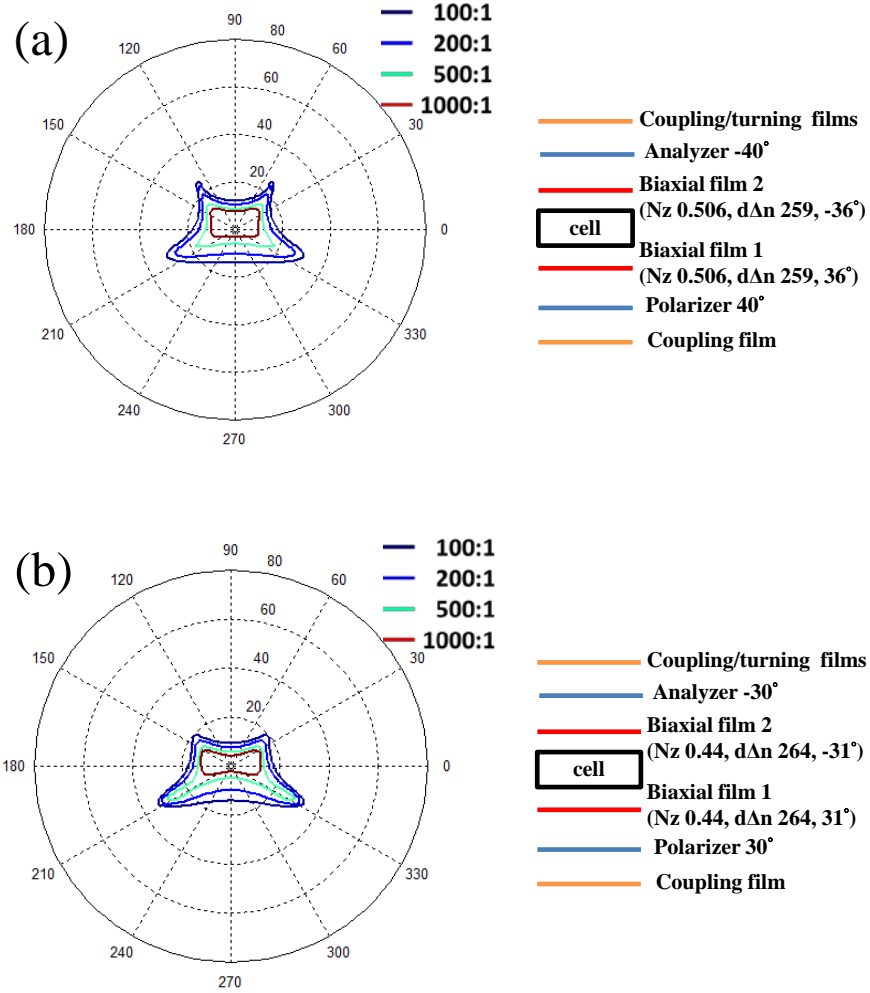 (a)
100:1
200:1
500:1
1000:1
90
80
120
60
60
150
30
40
20
180
0
210
330
240
300
270
Coupling/turning films
Analyzer -40°
Biaxial film 2
(Nz 0.506, dΔn 259, -36°)
cell
Biaxial film 1
(Nz 0.506, dΔn 259, 36°)
Polarizer 40°
Coupling film
(b)
100:1
200:1
500:1
1000:1
90
80
120
60
60
150
30
40
20
180
0
210
330
240
300
270
Coupling/turning films
Analyzer -30°
Biaxial film 2
(Nz 0.44, dΔn 264, -31°)
cell
Biaxial film 1
(Nz 0.44, dΔn 264, 31°)
Polarizer 30°
Coupling film